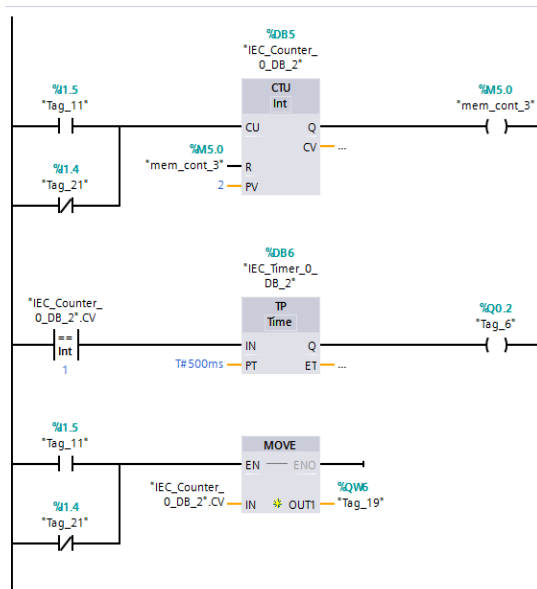 %DB5
"IEC_Counter_
0_DB_2"
CTU
Int
%I1.5
"Tag_11"
CU
Q
%M5.0
"mem_cont_3"
CV
...
%M5.0
"mem_cont_3"
R
%I1.4
"Tag_21"
2
PV
%DB6
"IEC_Timer_0_
DB_2"
TP
Time
"IEC_Counter_
0_DB_2".CV
==
Int
1
IN
Q
%Q0.2
"Tag_6"
T#500ms
PT
ET
...
%I1.5
"Tag_11"
MOVE
EN
ENO
%I1.4
"Tag_21"
"IEC_Counter_
0_DB_2".CV
IN
OUT1
%QW6
"Tag_19"